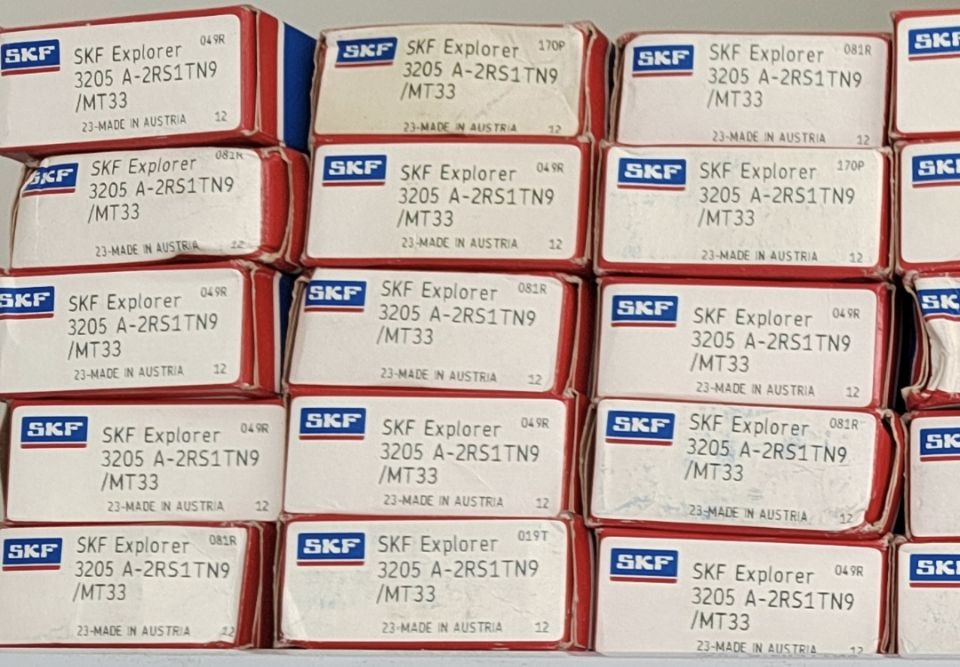 SKF SKF Explorer 049R
3205 A-2RS1TN9
/MT33
23-MADE IN AUSTRIA 12
SKF SKF Explorer 170P
3205 A-2RS1TN9
/MT33
23-MADE IN AUSTRIA 12
SKF SKF Explorer 081R
3205 A-2RS1TN9
/MT33
23-MADE IN AUSTRIA 12
SKF
SKF SKF Explorer 081R
3205 A-2RS1TN9
/MT33
23-MADE IN AUSTRIA 12
SKF SKF Explorer 049R
3205 A-2RS1TN9
/MT33
23-MADE IN AUSTRIA 12
SKF SKF Explorer 170P
3205 A-2RS1TN9
/MT33
23-MADE IN AUSTRIA 12
SKF
SKF SKF Explorer 049R
3205 A-2RS1TN9
/MT33
23-MADE IN AUSTRIA 12
SKF SKF Explorer 081R
3205 A-2RS1TN9
/MT33
23-MADE IN AUSTRIA 12
SKF SKF Explorer 049R
3205 A-2RS1TN9
/MT33
23-MADE IN AUSTRIA 12
SK
SKF SKF Explorer 049R
3205 A-2RS1TN9
/MT33
23-MADE IN AUSTRIA 12
SKF SKF Explorer 049R
3205 A-2RS1TN9
/MT33
23-MADE IN AUSTRIA 12
SKF SKF Explorer 081R
3205 A-2RS1TN9
/MT33
23-MADE IN AUSTRIA 12
SK
SKF SKF Explorer 081R
3205 A-2RS1TN9
/MT33
23-MADE IN AUSTRIA 12
SKF SKF Explorer 019T
3205 A-2RS1TN9
/MT33
23-MADE IN AUSTRIA 12
SKF SKF Explorer 049R
3205 A-2RS1TN9
/MT33
23-MADE IN AUSTRIA 12
SKF